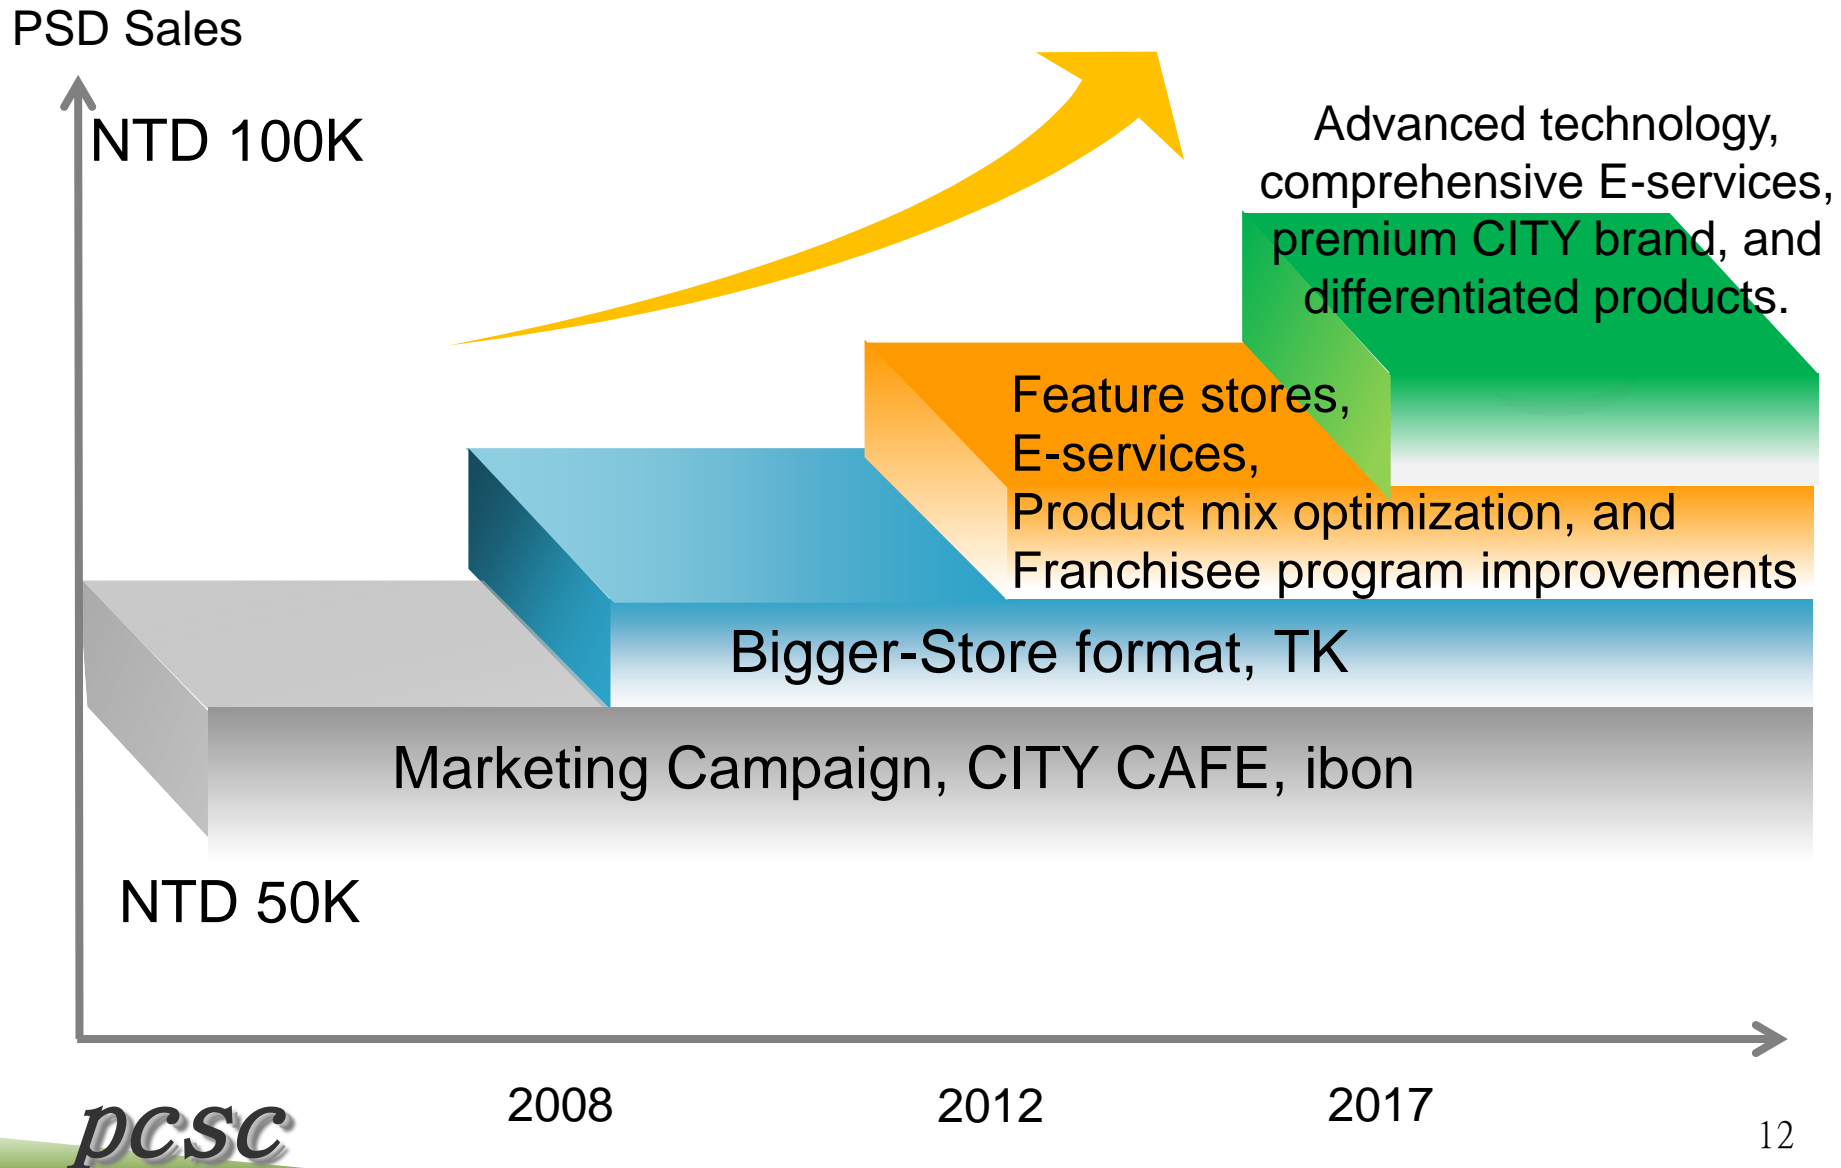 PSD Sales
NTD 100K
Advanced technology,
comprehensive E-services,
premium CITY brand, and
differentiated products.
Feature stores,
E-services,
Product mix optimization, and
Franchisee program improvements
Bigger-Store format, TK
Marketing Campaign, CITY CAFE, ibon
NTD 50K
2008
2012
2017
pcsc
12